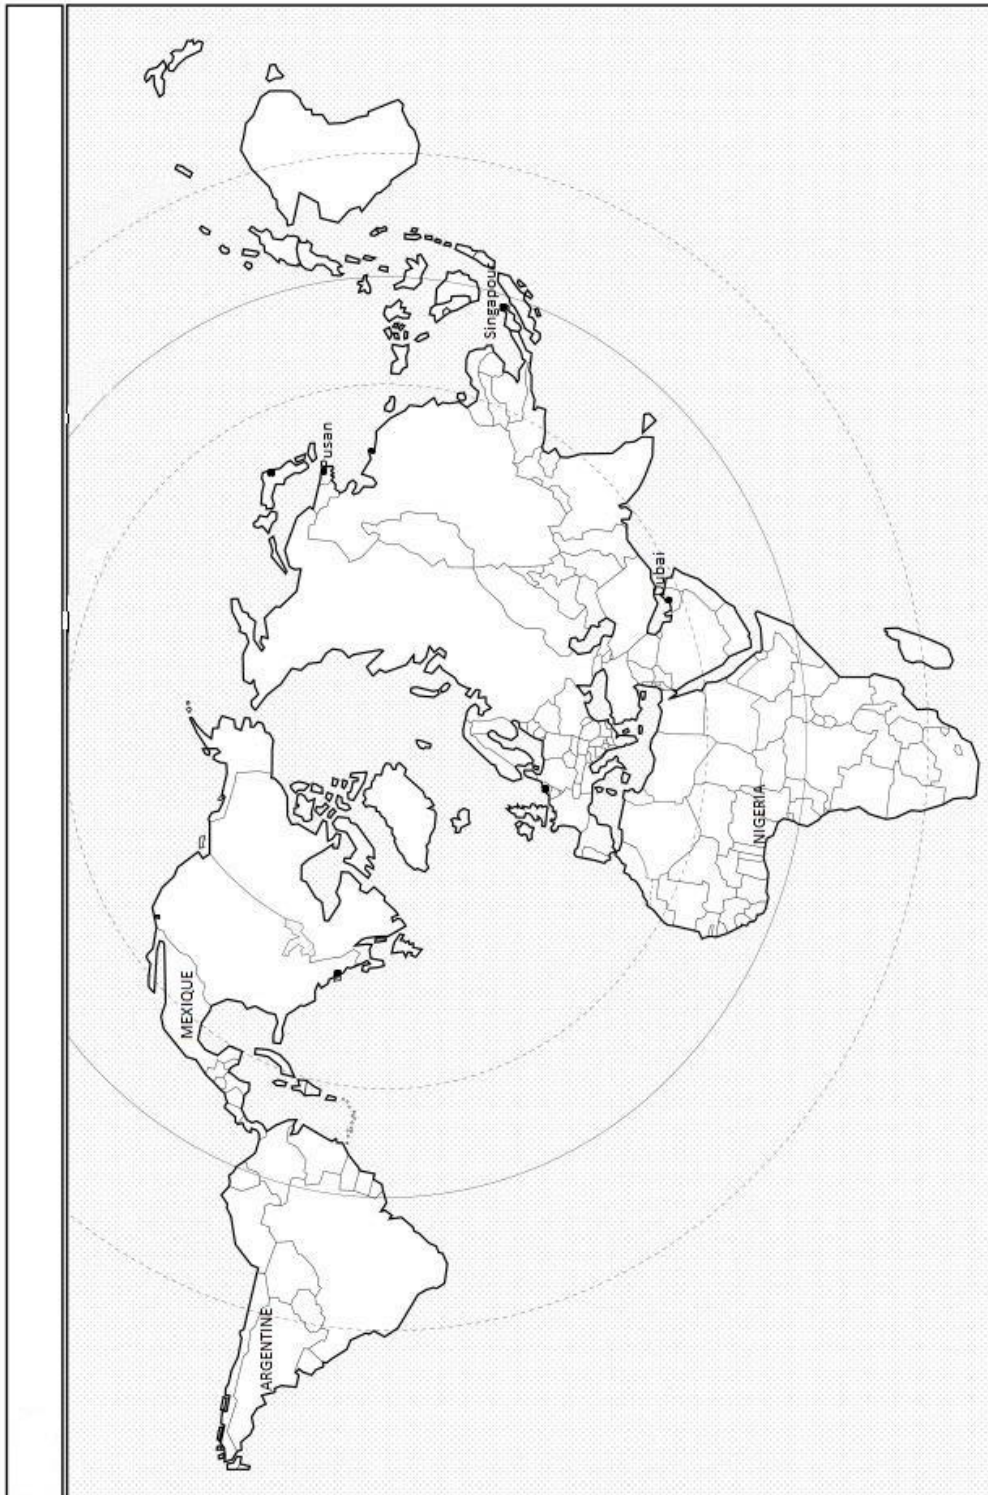 MEXIQUE
ARGENTINE
NIGERIA
Singapour
Pusan
Dubai